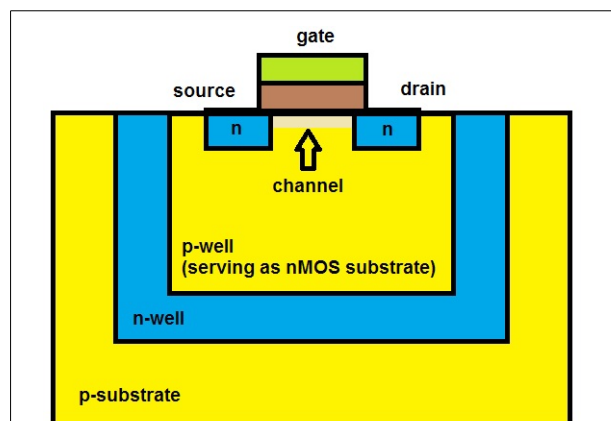 gate
source
drain
n
n
channel
p-well
(serving as nMOS substrate)
n-well
p-substrate